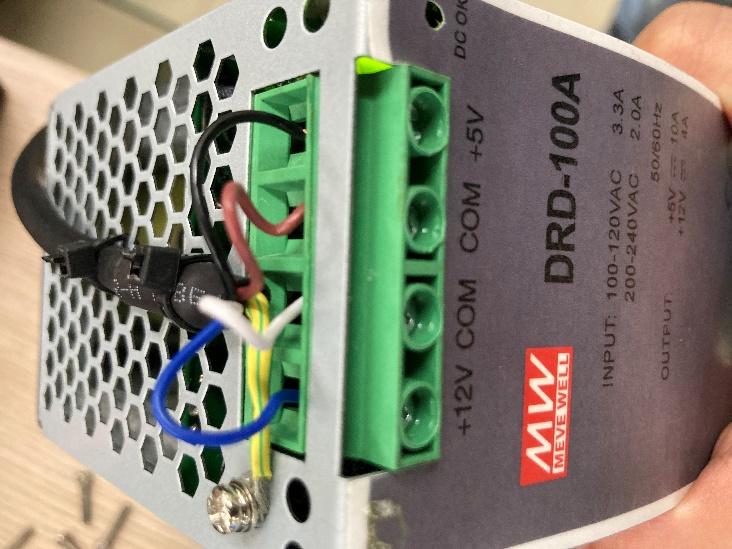 DC OK
+12V COM COM +5V
DRD-100A
MW
MEVE WELL
INPUT: 100-120VAC 3.3A
200-240VAC 2.0A
50/60Hz
OUTPUT: +5V 10A
+12V 4A